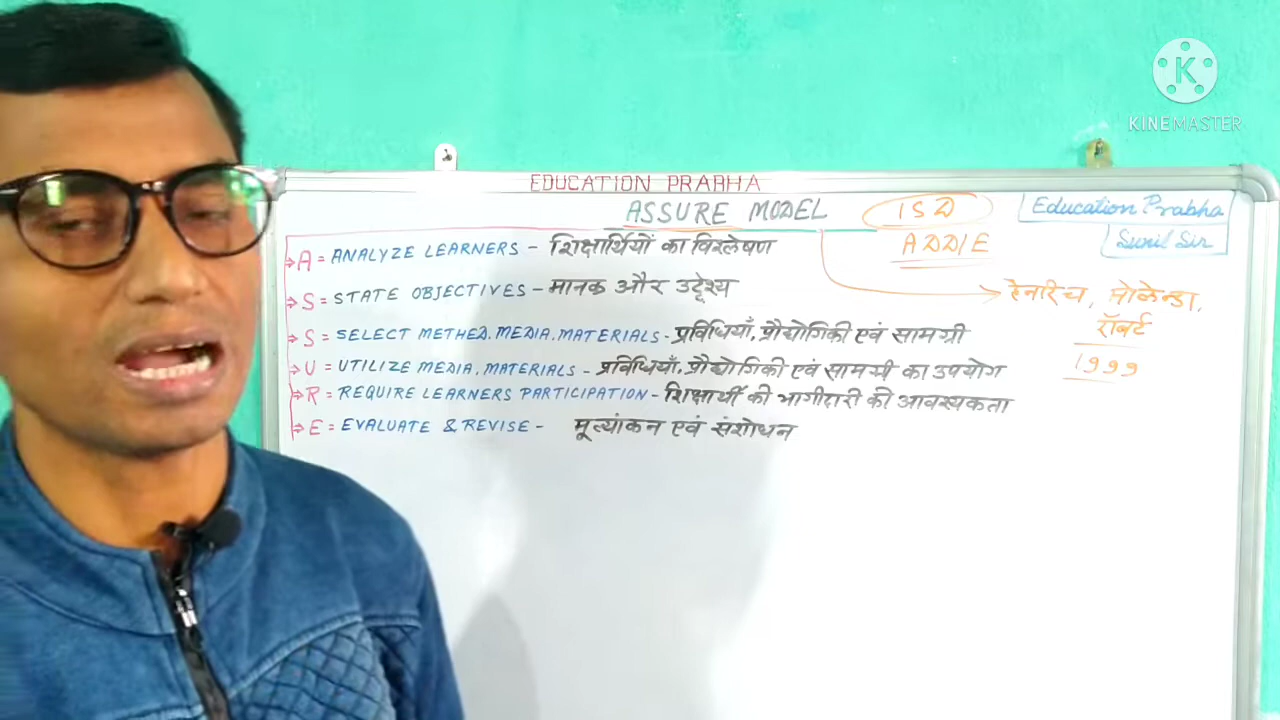 KINEMASTER
EDUCATION PRABHA
ASSURE MODEL
ISD
ADDIE
Education Prabha
Sunil Sir
→ A = ANALYZE LEARNERS - शिक्षार्थियों का विश्लेषण
→ S = STATE OBJECTIVES - मानक और उद्देश्य
→ S = SELECT METHED. MEDIA. MATERIALS - प्रविधियाँ, प्रौद्योगिकी एवं सामग्री
→ U = UTILIZE MEDIA. MATERIALS - प्रविधियाँ, प्रौद्योगिकी एवं सामग्री का उपयोग
→ R = REQUIRE LEARNERS PARTICIPATION - शिक्षार्थी की भागीदारी की आवश्यकता
→ E = EVALUATE & REVISE - मूल्यांकन एवं संशोधन
हेनरिच, मोलेन्डा,
रॉबर्ट
1999